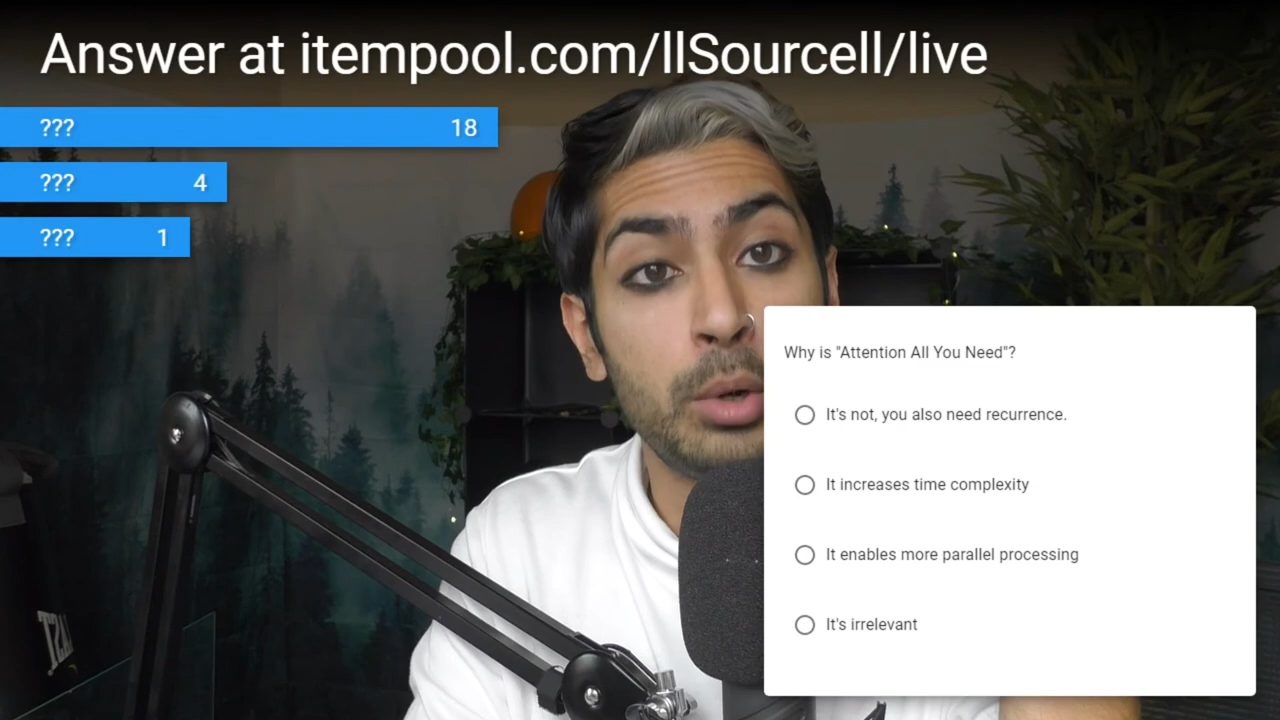 Answer at itempool.com/llSourcell/live
??? 18
??? 4
??? 1
Why is "Attention All You Need"?
It's not, you also need recurrence.
It increases time complexity
It enables more parallel processing
It's irrelevant